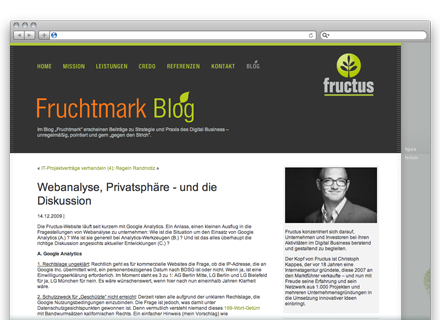 HOME MISSION LEISTUNGEN CREDO REFERENZEN KONTAKT BLOG
fructus
Fruchtmark Blog
Im Blog „Fruchtmark“ erscheinen Beiträge zu Strategie und Praxis des Digital Business –
unregelmäßig, pointiert und gern „gegen den Strich“.
« IT-Projektverträge verhandeln (4): Regeln Randnotiz »
Webanalyse, Privatsphäre - und die
Diskussion
14.12.2009 |
Die Fructus-Website läuft seit kurzem mit Google Analytics. Ein Anlass, einen kleinen Ausflug in die
Fragestellungen von Webanalyse zu unternehmen: Wie ist die Situation um den Einsatz von Google
Analytics (A.) ? Wie ist sie generell bei Analytics-Werkzeugen (B.) ? Und ist das alles überhaupt die
richtige Diskussion angesichts aktueller Entwicklungen (C.) ?
A. Google Analytics
1. Rechtslage ungeklärt: Rechtlich geht es für kommerzielle Websites die Frage, ob die IP-Adresse, die an
Google ins. übermittelt wird, ein personenbezogenes Datum nach BDSG ist oder nicht. Wenn ja, ist eine
Einwilligungserklärung erforderlich. Im Moment steht es 3 zu 1: AG Berlin Mitte, LG Berlin und LG Bielefeld
für ja, LG München für nein. Es wäre wünschenswert, wenn hier nach nun eineinhalb Jahren Klarheit
wäre.
2. Schutzzweck für „Geschützte“ nicht erreicht: Derzeit raten alle aufgrund der unklaren Rechtslage, die
Google Nutzungsbedingungen einzubinden. Die Frage ist jedoch, was damit unter
Datenschutzgesichtspunkten gewonnen ist. Denn vermutlich versteht niemand dieses 199-Wort-Getüm
mit Bandwurmsätzen kalifornischen Rechts. Ein einfacher Hinweis (mein Vorschlag) wie
Fructus konzentriert sich darauf,
Unternehmen und Investoren bei ihren
Aktivitäten im Digital Business beratend
und gestaltend zu begleiten.
Der Kopf von Fructus ist Christoph
Kappes, der vor 18 Jahren eine
Internetagentur gründete, diese 2007 an
den Marktführer verkaufte – und nun mit
Freude seine Erfahrung und sein
Netzwerk aus 1.000 Projekten und
mehreren Unternehmensgründungen in
die Umsetzung innovativer Ideen
einbringt.